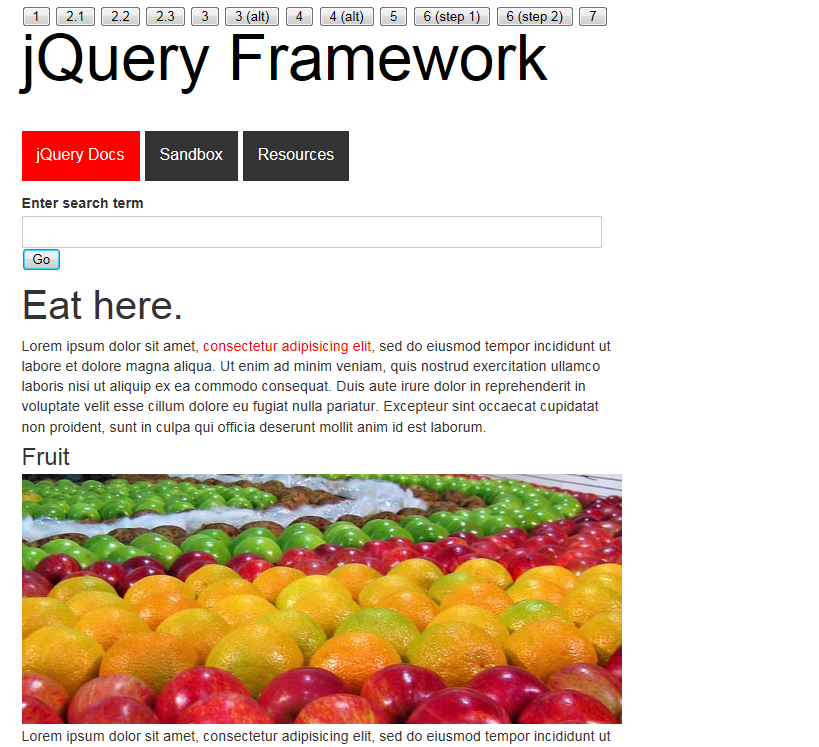 1 2.1 2.2 2.3 3 3 (alt) 4 4 (alt) 5 6 (step 1) 6 (step 2) 7
jQuery Framework
jQuery Docs Sandbox Resources
Enter search term
Go
Eat here.
Lorem ipsum dolor sit amet, consectetur adipisicing elit, sed do eiusmod tempor incididunt ut
labore et dolore magna aliqua. Ut enim ad minim veniam, quis nostrud exercitation ullamco
laboris nisi ut aliquip ex ea commodo consequat. Duis aute irure dolor in reprehenderit in
voluptate velit esse cillum dolore eu fugiat nulla pariatur. Excepteur sint occaecat cupidatat
non proident, sunt in culpa qui officia deserunt mollit anim id est laborum.
Fruit
Lorem ipsum dolor sit amet, consectetur adipisicing elit, sed do eiusmod tempor incididunt ut